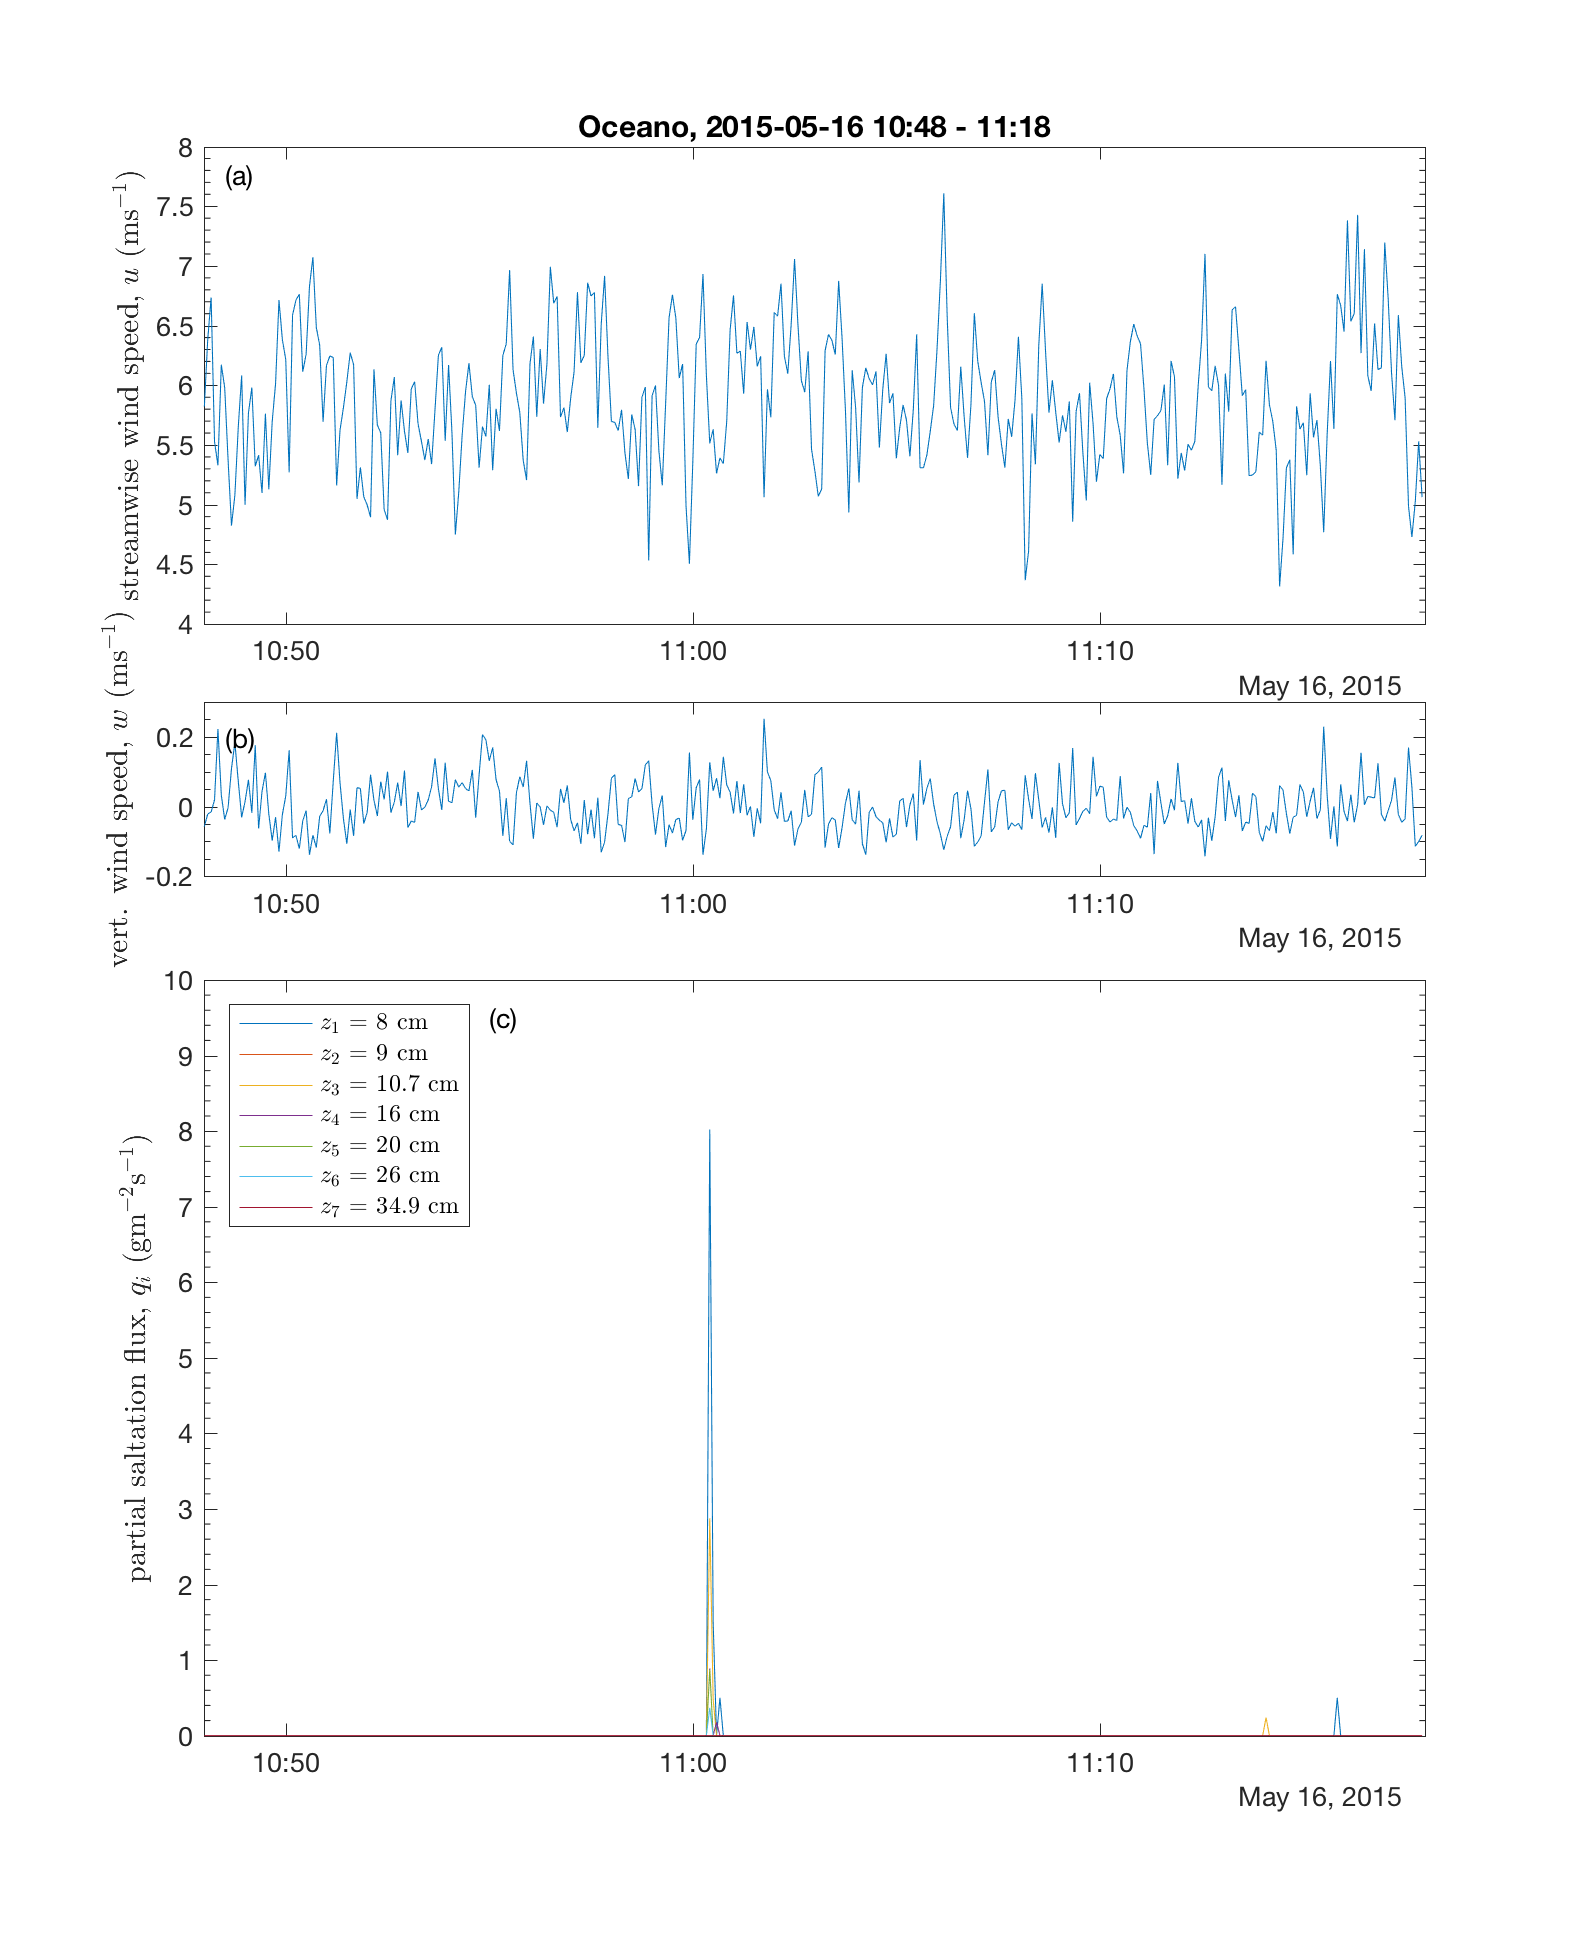 Oceano, 2015-05-16 10:48 - 11:18
(a)
streamwise wind speed, u (ms⁻¹)
8
7.5
7
6.5
6
5.5
5
4.5
4
10:50 11:00 11:10
May 16, 2015
(b)
vert. wind speed, w (ms⁻¹)
0.2
0
-0.2
10:50 11:00 11:10
May 16, 2015
(c)
partial saltation flux, qᵢ (gm⁻²s⁻¹)
10
9
8
7
6
5
4
3
2
1
0
z₁ = 8 cm
z₂ = 9 cm
z₃ = 10.7 cm
z₄ = 16 cm
z₅ = 20 cm
z₆ = 26 cm
z₇ = 34.9 cm
10:50 11:00 11:10
May 16, 2015